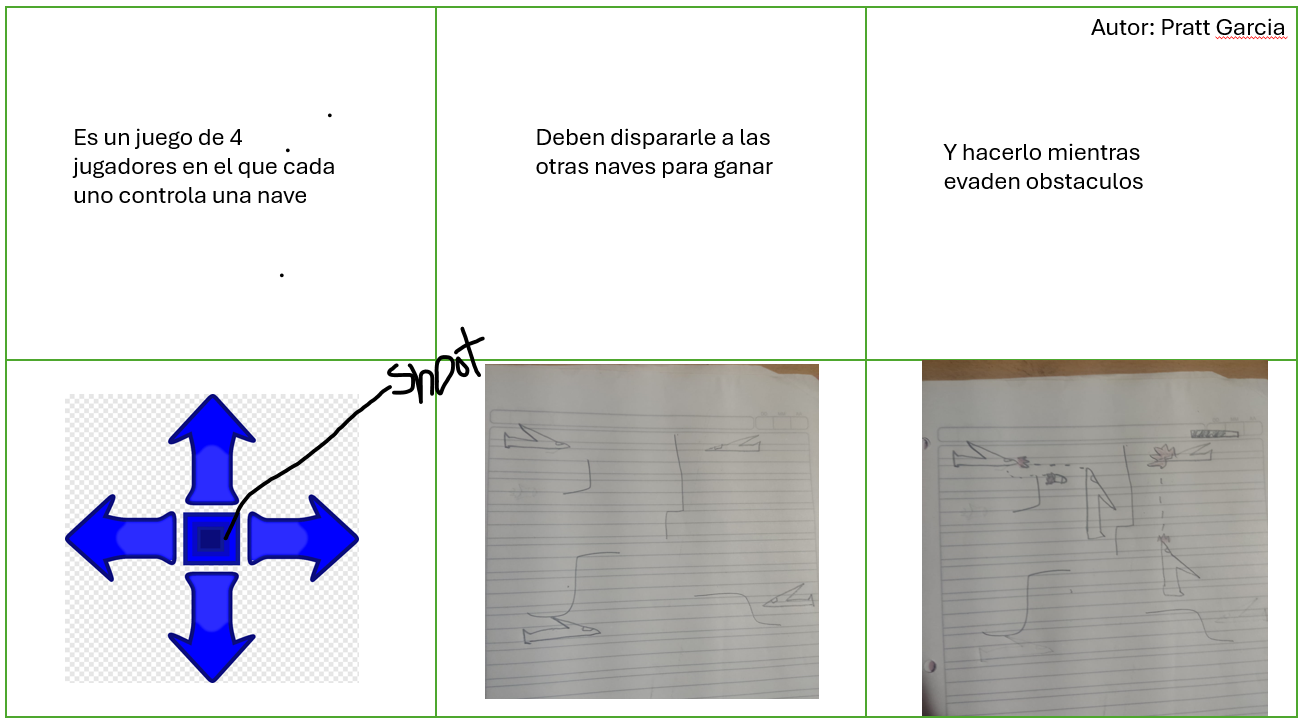 Autor: Pratt Garcia
Es un juego de 4
jugadores en el que cada
uno controla una nave
Deben dispararle a las
otras naves para ganar
Y hacerlo mientras
evaden obstaculos
shoot